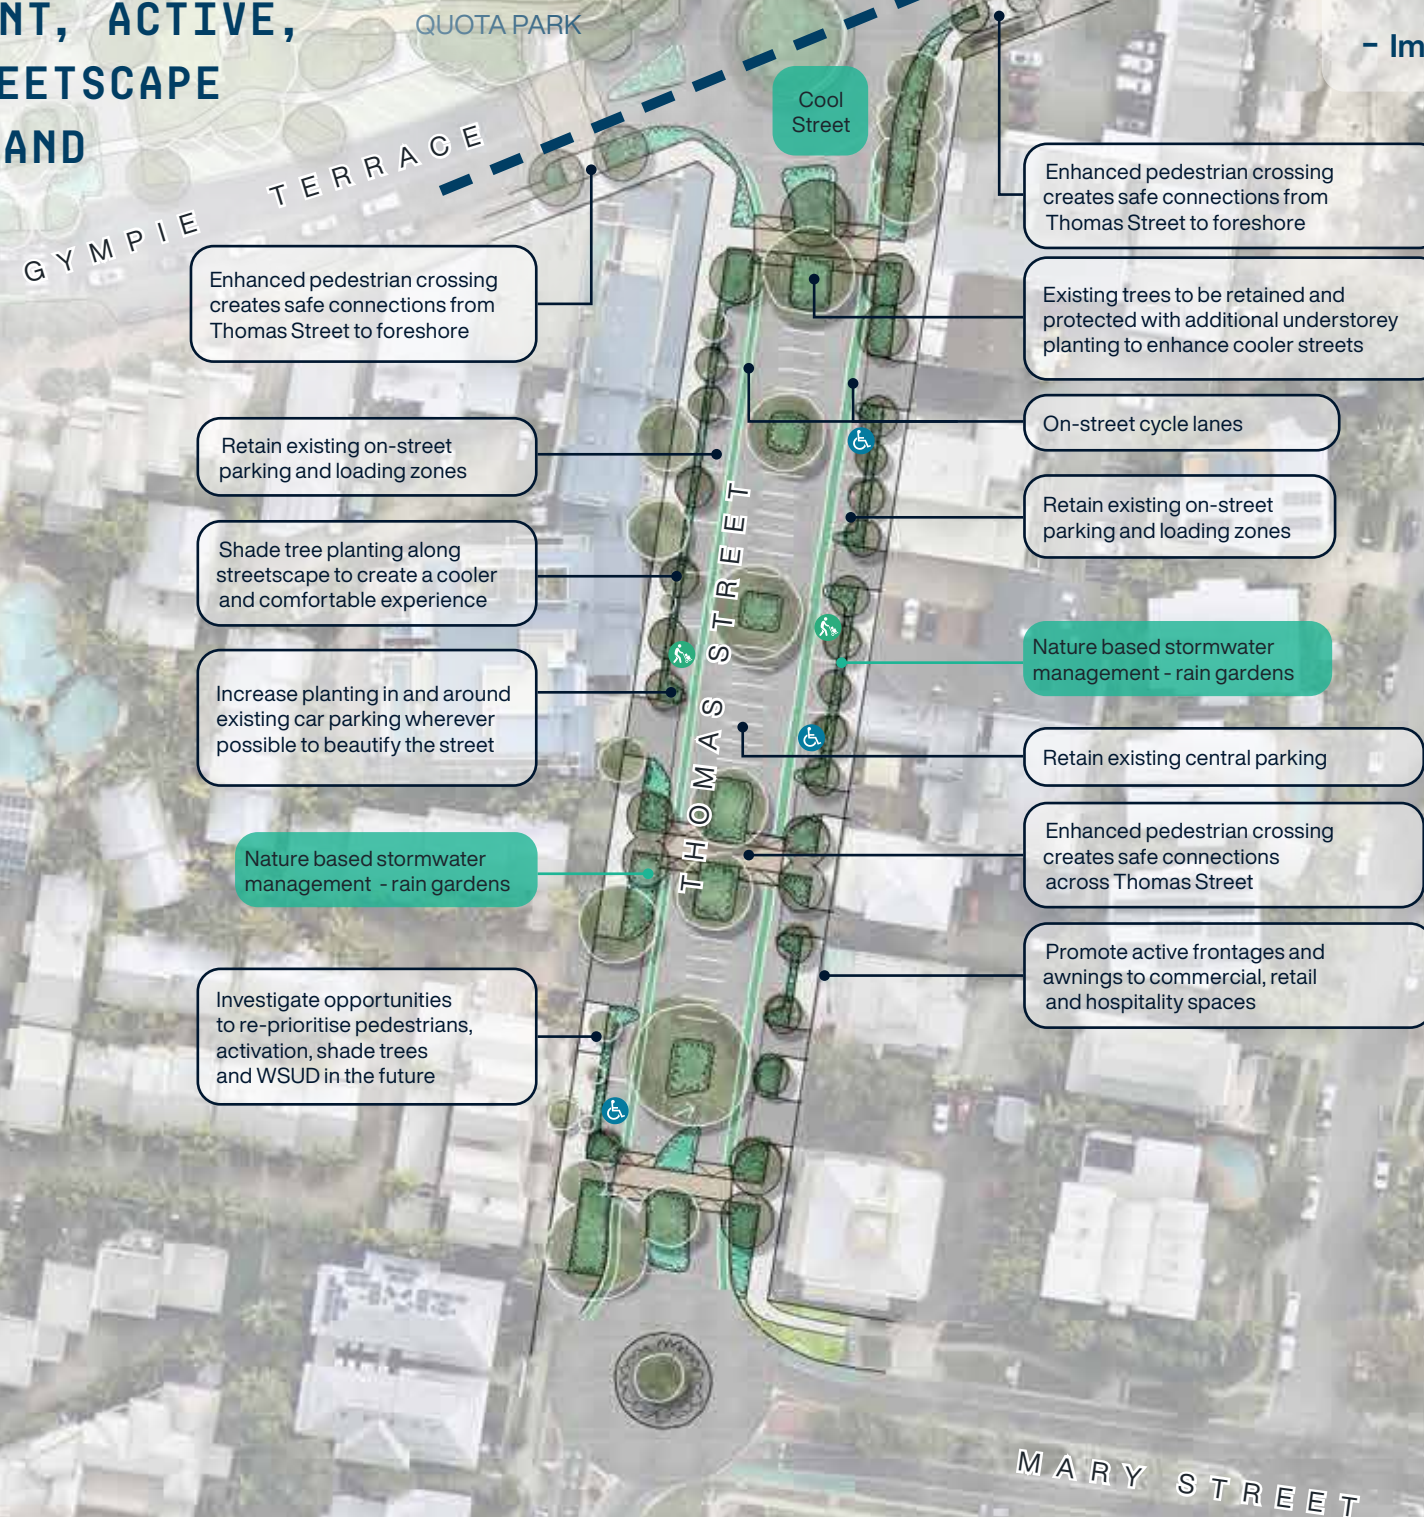 NT, ACTIVE,
EETSCAPE
AND
QUOTA PARK
- Im
Cool
Street
GYMPIE TERRACE
Enhanced pedestrian crossing
creates safe connections from
Thomas Street to foreshore
Enhanced pedestrian crossing
creates safe connections from
Thomas Street to foreshore
Existing trees to be retained and
protected with additional understorey
planting to enhance cooler streets
On-street cycle lanes
Retain existing on-street
parking and loading zones
Retain existing on-street
parking and loading zones
Shade tree planting along
streetscape to create a cooler
and comfortable experience
THOMAS STREET
Nature based stormwater
management - rain gardens
Increase planting in and around
existing car parking wherever
possible to beautify the street
Retain existing central parking
Enhanced pedestrian crossing
creates safe connections
across Thomas Street
Nature based stormwater
management - rain gardens
Promote active frontages and
awnings to commercial, retail
and hospitality spaces
Investigate opportunities
to re-prioritise pedestrians,
activation, shade trees
and WSUD in the future
MARY STREET